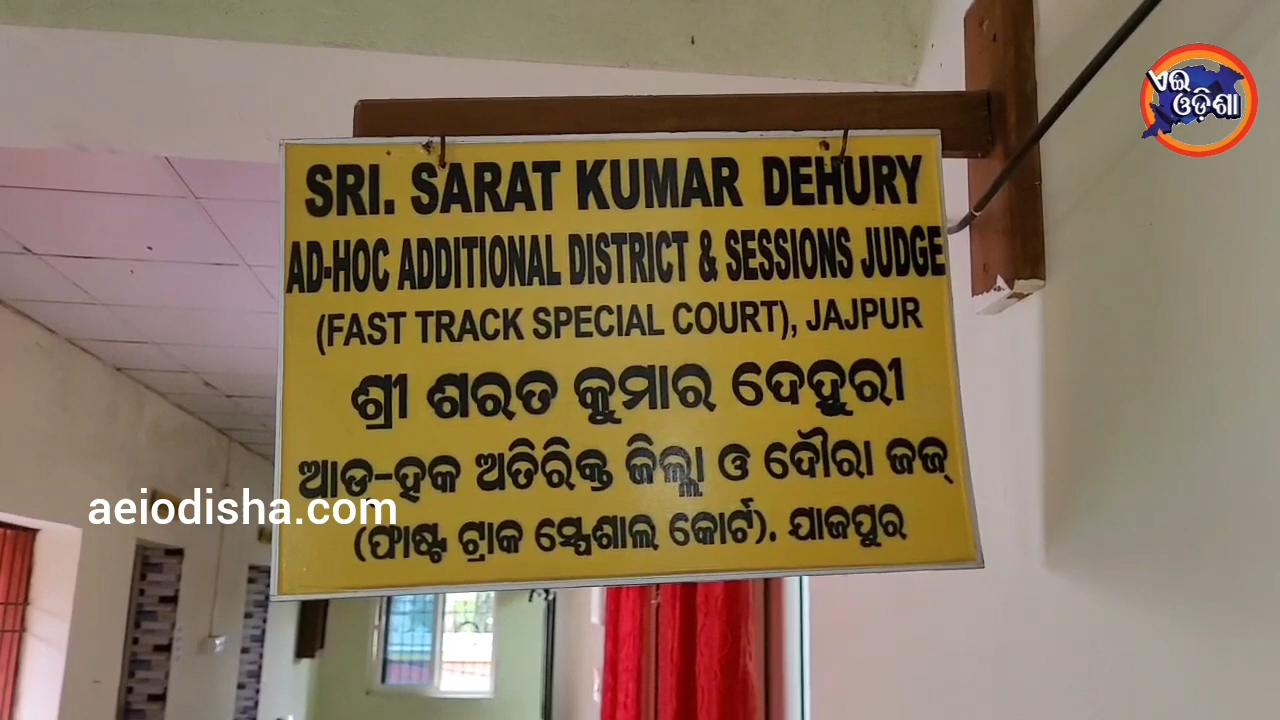 ଏଇ
ଓଡ଼ିଶା
SRI. SARAT KUMAR DEHURY
AD-HOC ADDITIONAL DISTRICT & SESSIONS JUDGE
(FAST TRACK SPECIAL COURT), JAJPUR
ଶ୍ରୀ ଶରତ କୁମାର ଦେହୁରୀ
ଆଡ୍-ହକ ଅତିରିକ୍ତ ଜିଲ୍ଲା ଓ ଦୌରା ଜଜ୍
(ଫାଷ୍ଟ ଟ୍ରାକ ସ୍ପେଶାଲ କୋର୍ଟ), ଯାଜପୁର
aeiodisha.com